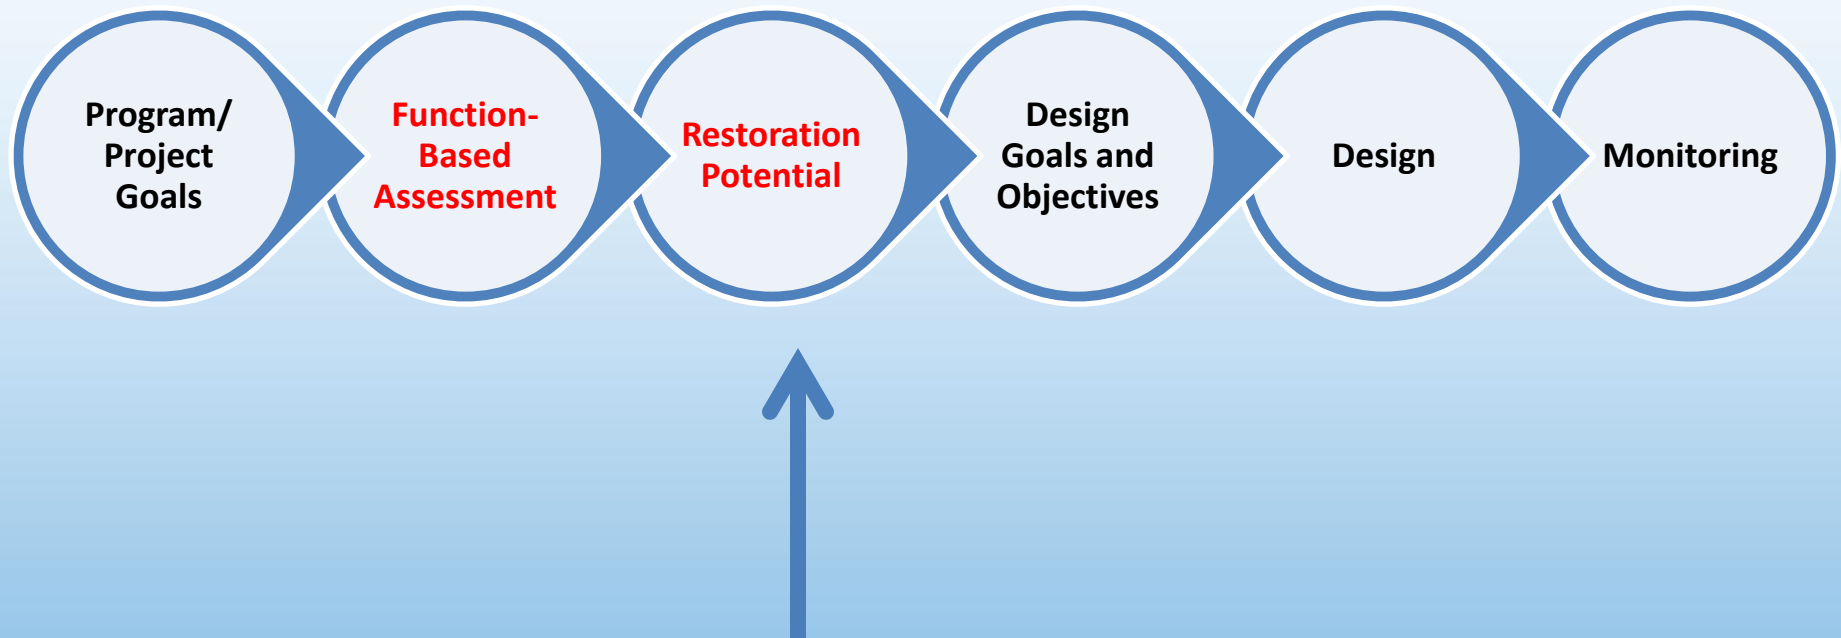 Program/
Project
Goals
Function-
Based
Assessment
Restoration
Potential
Design
Goals and
Objectives
Design
Monitoring